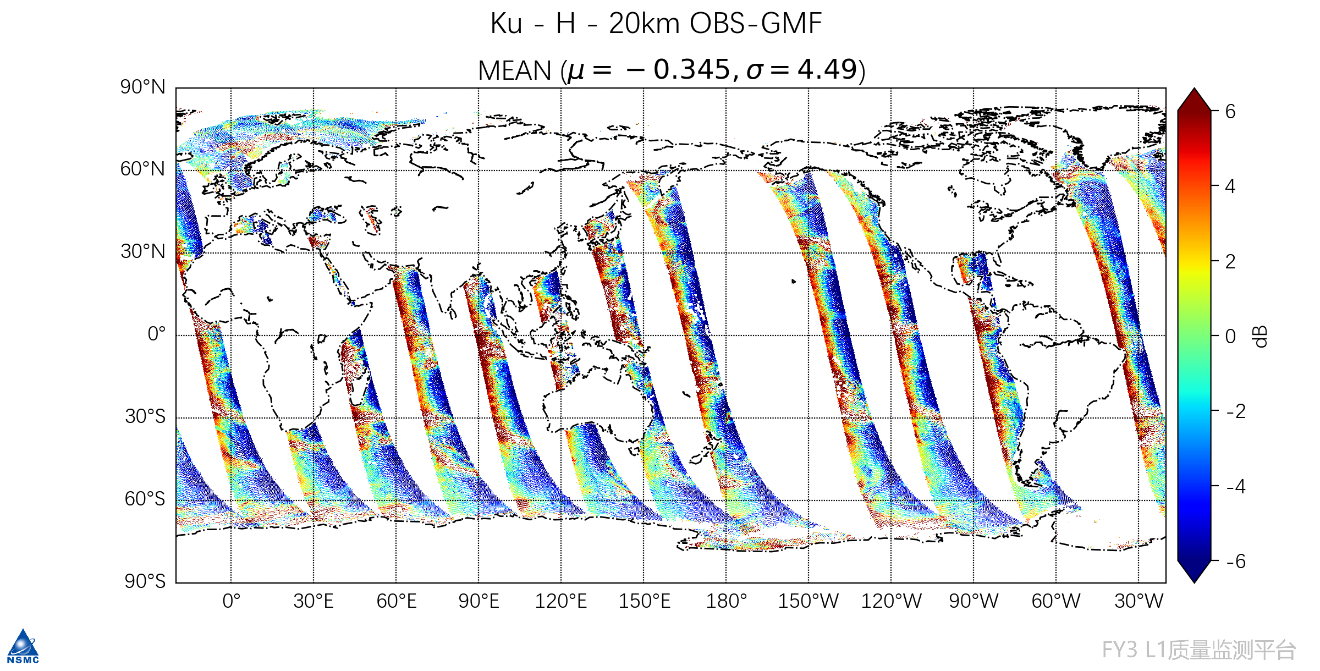 Ku - H - 20km OBS-GMF
MEAN (μ = − 0.345, σ = 4.49)
90°N
60°N
30°N
0°
30°S
60°S
90°S
0°
30°E
60°E
90°E
120°E
150°E
180°
150°W
120°W
90°W
60°W
30°W
6
4
2
0
-2
-4
-6
dB
NSMC
FY3 L1质量监测平台